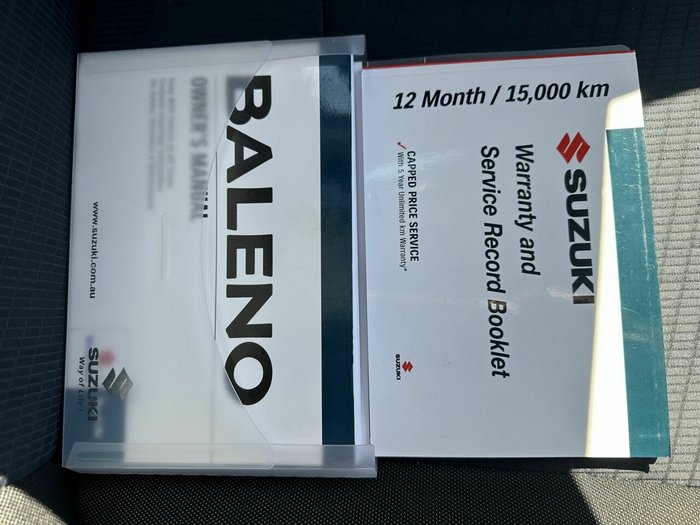 BALENO
OWNER'S MANUAL
www.suzuki.com.au
SUZUKI
Way of Life!
12 Month / 15,000 km
SUZUKI
Warranty and
Service Record Booklet
CAPPED PRICE SERVICE
With 5 Year Unlimited km Warranty*
SUZUKI